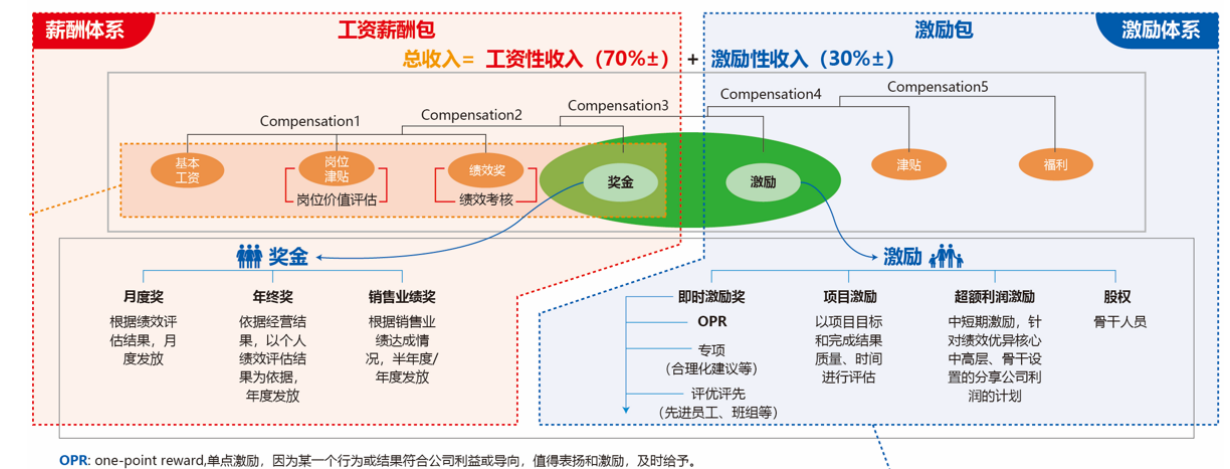 薪酬体系
工资薪酬包
激励包
激励体系
总收入= 工资性收入（70%±） + 激励性收入（30%±）
Compensation1
Compensation2
Compensation3
Compensation4
Compensation5
基本
工资
岗位
津贴
绩效奖
奖金
激励
津贴
福利
岗位价值评估
绩效考核
奖金
激励
月度奖
根据绩效评
估结果，月
度发放
年终奖
依据经营结
果，以个人
绩效评估结
果为依据，
年度发放
销售业绩奖
根据销售业
绩达成情
况，半年度/
年度发放
即时激励奖
OPR
专项
（合理化建议等）
评优评先
（先进员工、班组等）
项目激励
以项目目标
和完成结果
质量、时间
进行评估
超额利润激励
中短期激励，针
对绩效优异核心
中高层、骨干设
置的分享公司利
润的计划
股权
骨干人员
OPR: one-point reward,单点激励，因为某一个行为或结果符合公司利益或导向，值得表扬和激励，及时给予。